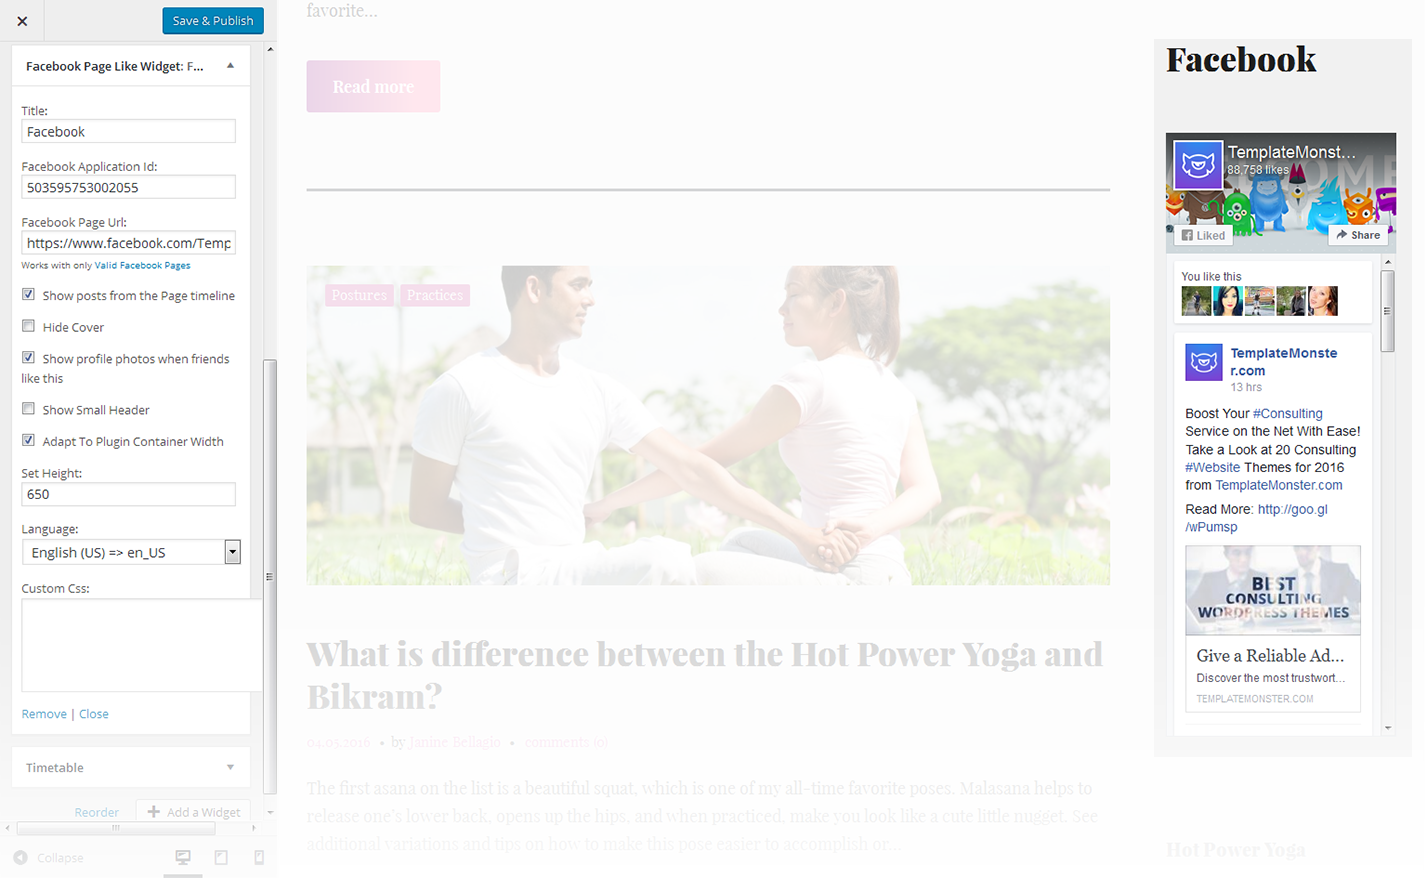 Save & Publish
Facebook Page Like Widget: F...
Title:
Facebook
Facebook Application Id:
503595753002055
Facebook Page Url:
https://www.facebook.com/Temp
Works with only Valid Facebook Pages
Show posts from the Page timeline
Hide Cover
Show profile photos when friends
like this
Show Small Header
Adapt To Plugin Container Width
Set Height:
650
Language:
English (US) => en_US
Custom Css:
Remove | Close
Timetable
Reorder
Add a Widget
Collapse
favorite...
Read more
Postures
Practices
What is difference between the Hot Power Yoga and
Bikram?
04.05.2016 • by Janine Bellagio • comments (0)
The first asana on the list is a beautiful squat, which is one of my all-time favorite poses. Malasana helps to
release one's lower back, opens up the hips, and when practiced, make you look like a cute little nugget. See
additional variations and tips on how to make this pose easier to accomplish or...
Facebook
TemplateMonst...
88,758 likes
Liked
Share
You like this
TemplateMonste
r.com
13 hrs
Boost Your #Consulting
Service on the Net With Ease!
Take a Look at 20 Consulting
#Website Themes for 2016
from TemplateMonster.com
Read More: http://goo.gl
/wPumsp
BEST
CONSULTING
WORDPRESS THEMES
Give a Reliable Ad...
Discover the most trustwort...
TEMPLATEMONSTER.COM
Hot Power Yoga